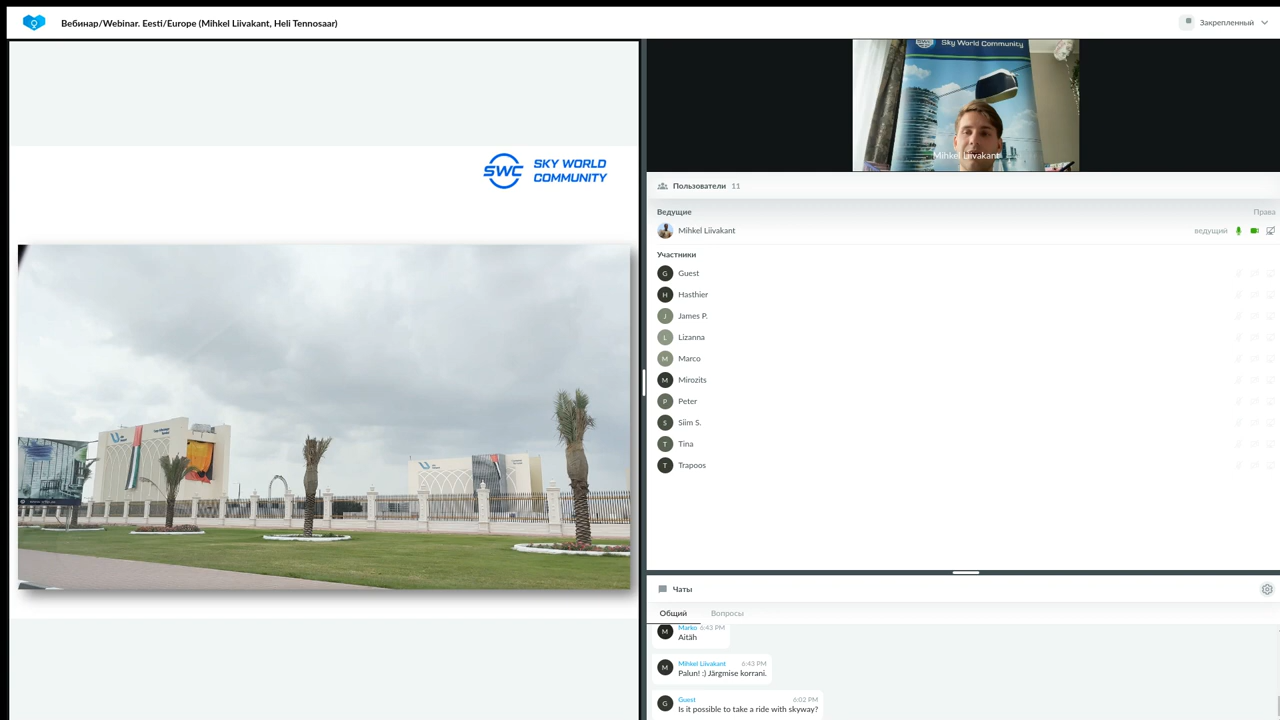 Вебинар/Webinar. Eesti/Europe (Mihkel Liivakant, Heli Tennosaar)
Закрепленный
SWC SKY WORLD
COMMUNITY
Sky World Community
Mihkel Liivakant
Пользователи 11
Ведущие Права
Mihkel Liivakant ведущий
Участники
G Guest
H Hasthier
J James P.
L Lizanna
M Marco
M Mirozits
P Peter
S Siim S.
T Tina
T Trapoos
Чаты
Общий Вопросы
M Marko 6:43 PM
Aitäh
M Mihkel Liivakant 6:43 PM
Palun! :) Järgmise korrani.
G Guest 6:02 PM
Is it possible to take a ride with skyway?